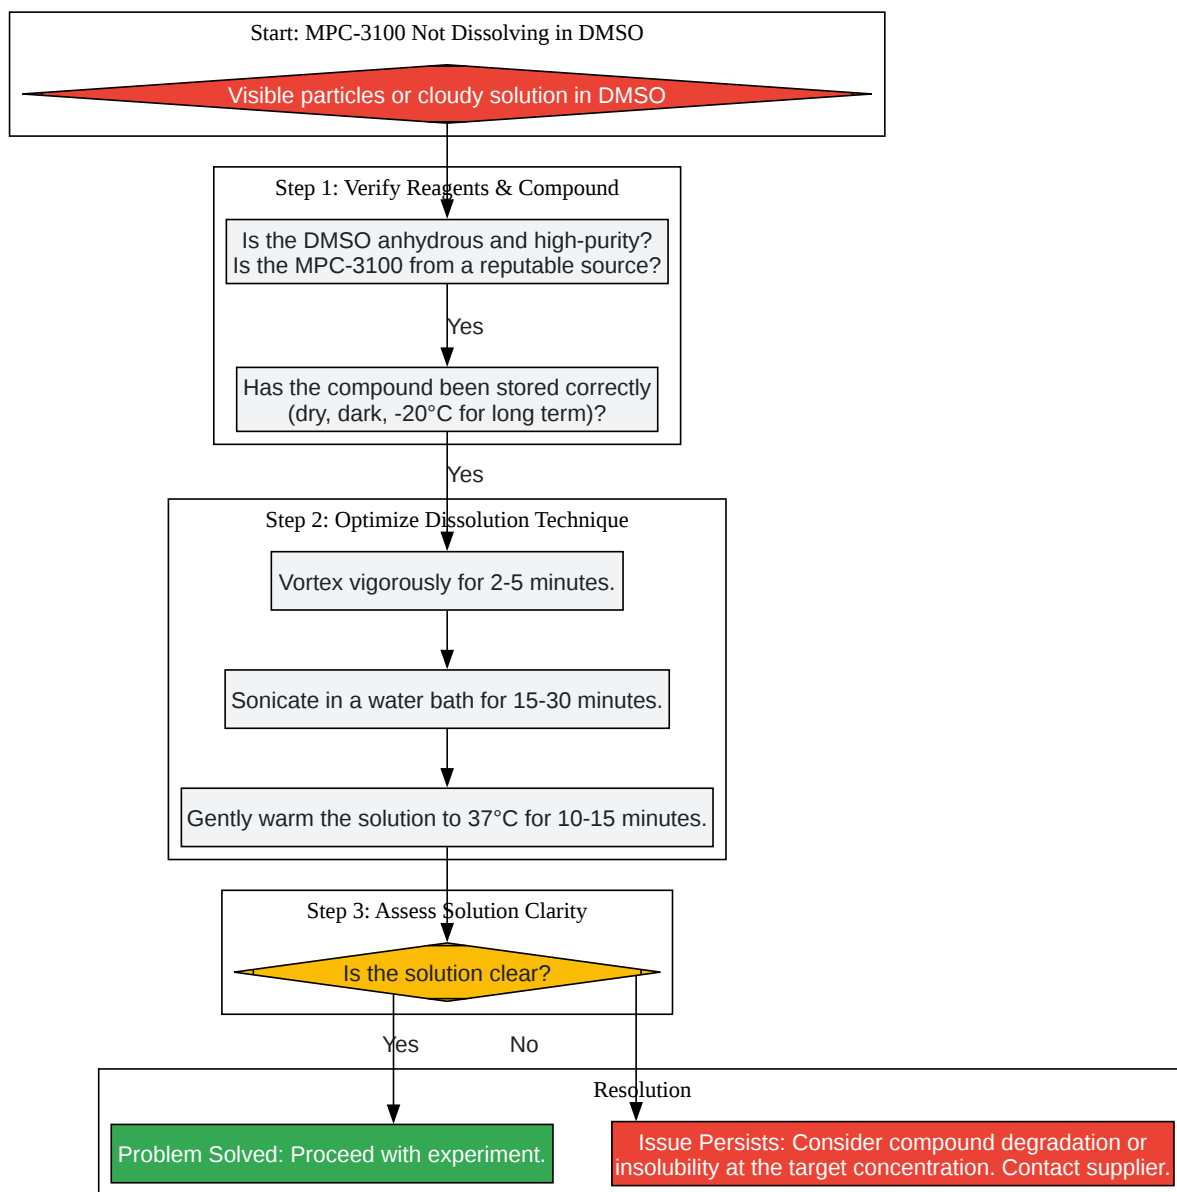 Start: MPC-3100 Not Dissolving in DMSO
Visible particles or cloudy solution in DMSO
Step 1: Verify Reagents & Compound
Is the DMSO anhydrous and high-purity?
Is the MPC-3100 from a reputable source?
Yes
Has the compound been stored correctly
(dry, dark, -20°C for long term)?
Yes
Step 2: Optimize Dissolution Technique
Vortex vigorously for 2-5 minutes.
Sonicate in a water bath for 15-30 minutes.
Gently warm the solution to 37°C for 10-15 minutes.
Step 3: Assess Solution Clarity
Is the solution clear?
Yes
No
Resolution
Problem Solved: Proceed with experiment.
Issue Persists: Consider compound degradation or
insolubility at the target concentration. Contact supplier.